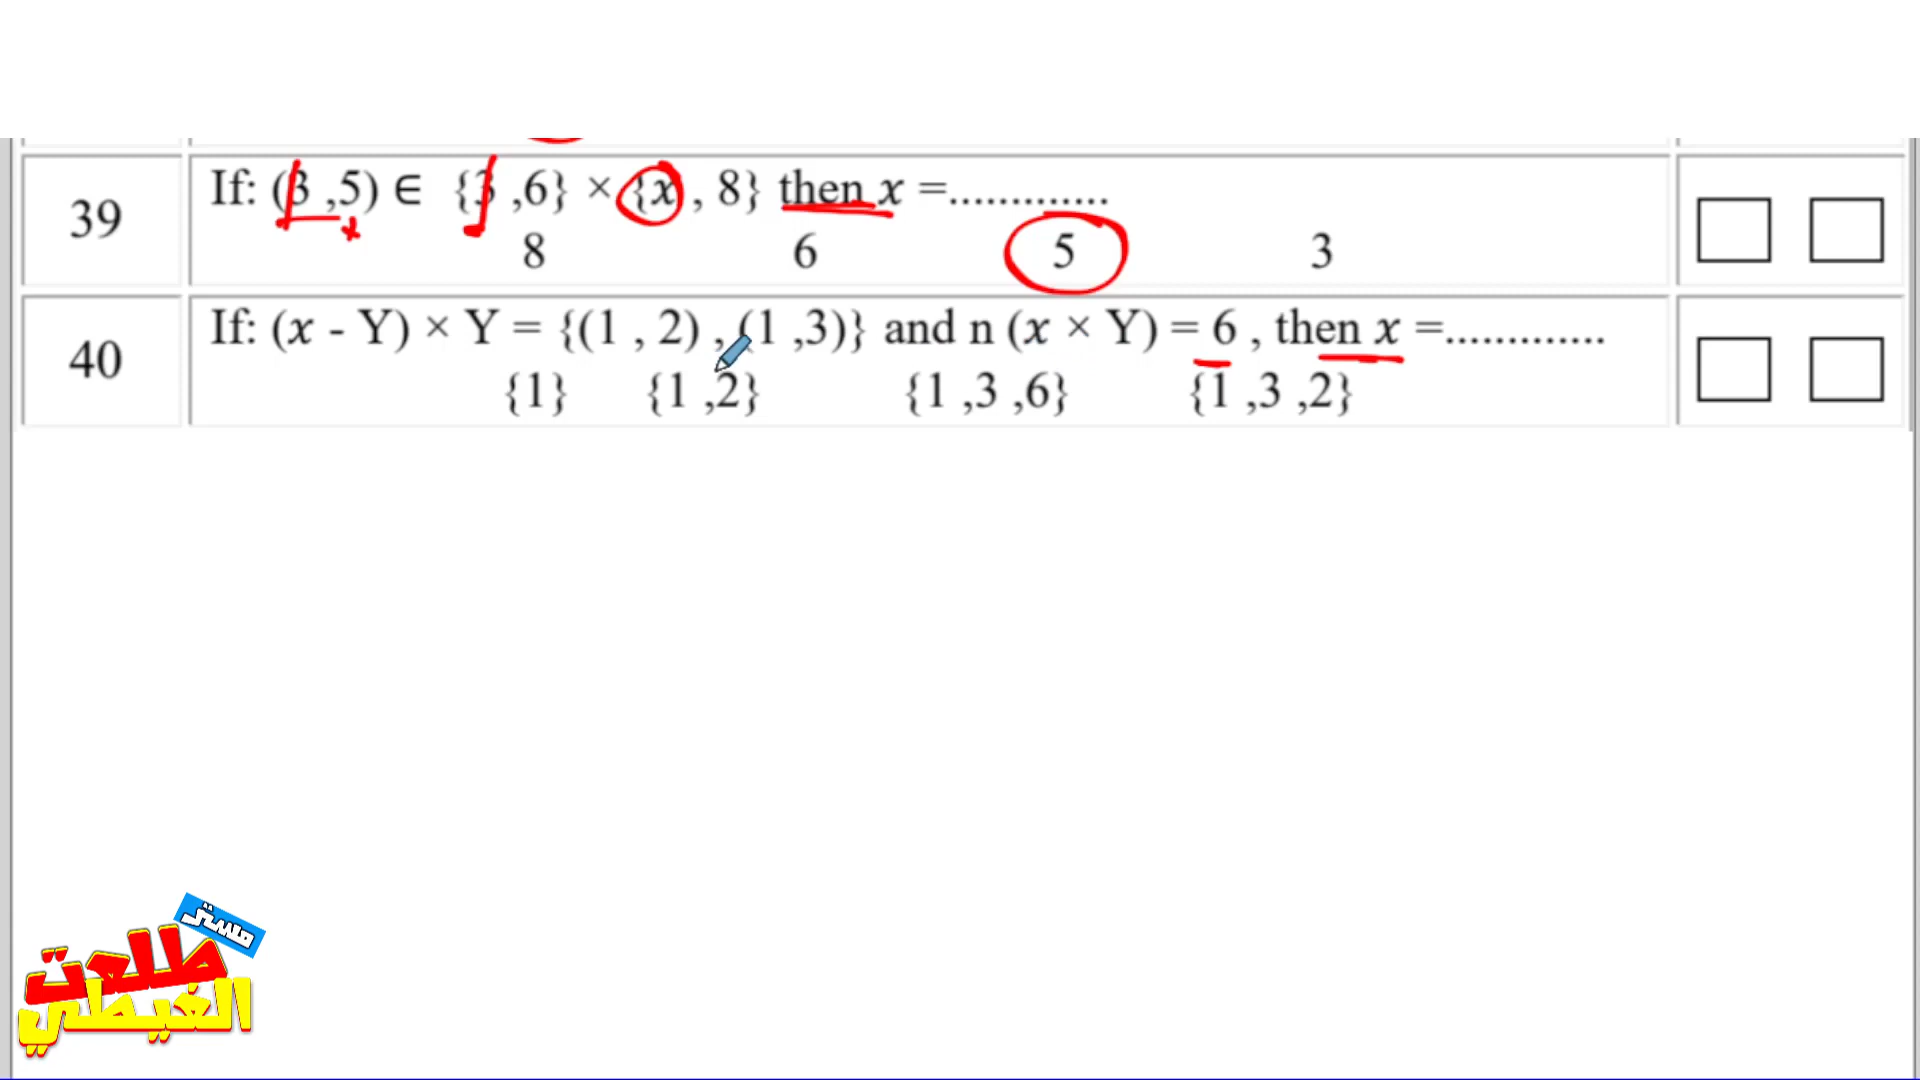 39
If: (3 ,5) ∈ {3 ,6} × {x , 8} then x =.............
8 6 5 3
40
If: (x - Y) × Y = {(1 , 2) , (1 ,3)} and n (x × Y) = 6 , then x =.............
{1} {1 ,2} {1 ,3 ,6} {1 ,3 ,2}
مستر
طلعت
الغيطي